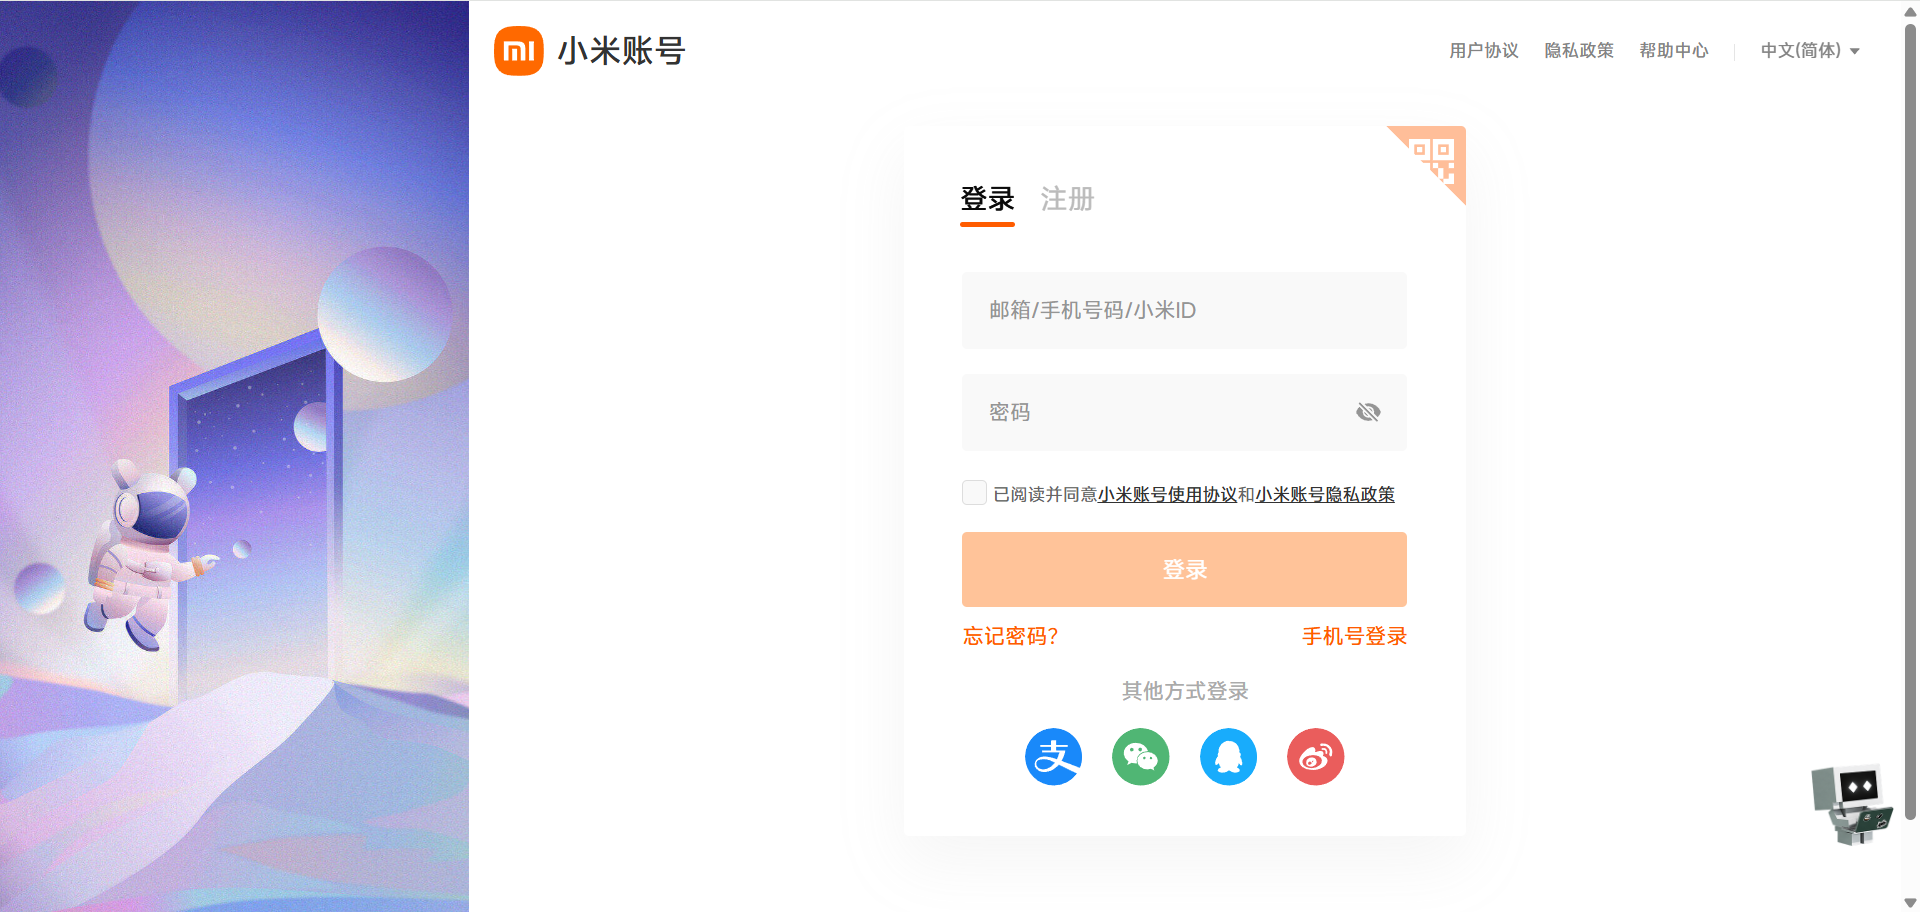 小米账号
用户协议 隐私政策 帮助中心 中文(简体)
登录 注册
邮箱/手机号码/小米ID
密码
已阅读并同意小米账号使用协议和小米账号隐私政策
登录
忘记密码? 手机号登录
其他方式登录
支